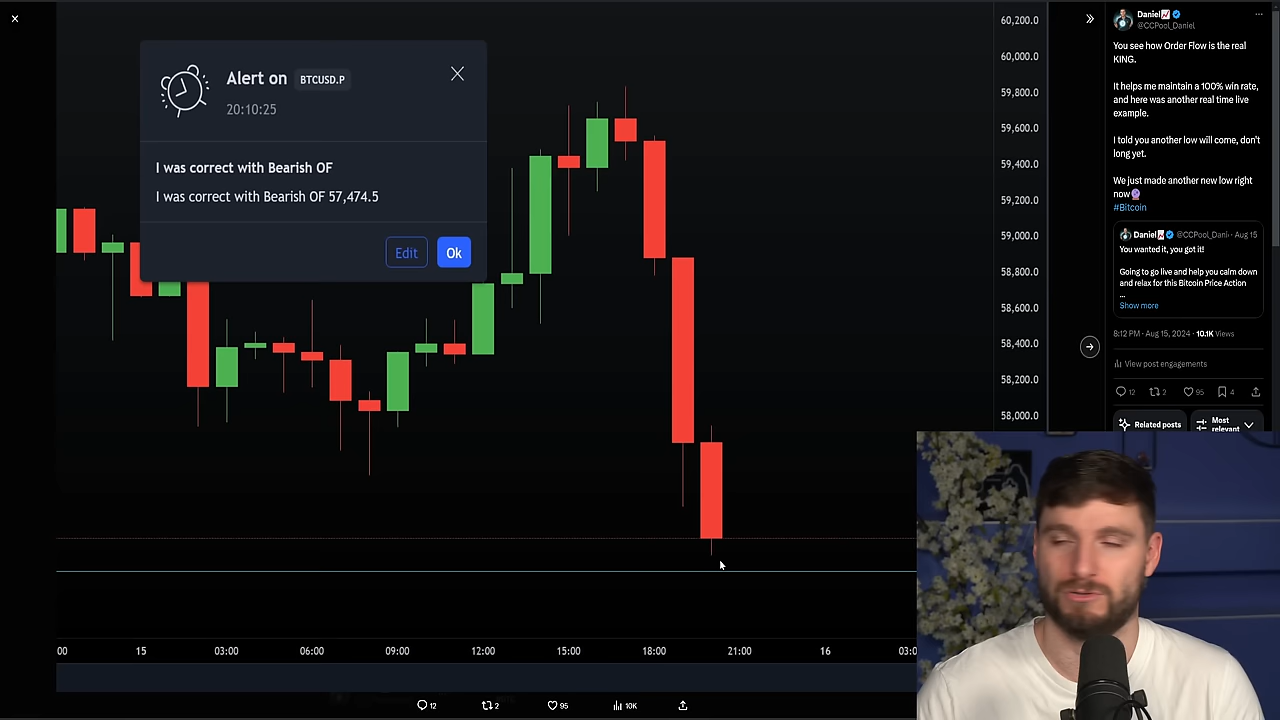 Alert on BTCUSD.P
20:10:25
I was correct with Bearish OF
I was correct with Bearish OF 57,474.5
Edit
Ok
60,200.0
60,000.0
59,800.0
59,600.0
59,400.0
59,200.0
59,000.0
58,800.0
58,600.0
58,400.0
58,200.0
58,000.0
00
15
03:00
06:00
09:00
12:00
15:00
18:00
21:00
16
03:0
12
2
95
10K
Daniel
@CCPool_Daniel
You see how Order Flow is the real
KING.
It helps me maintain a 100% win rate,
and here was another real time live
example.
I told you another low will come, don't
long yet.
We just made another new low right
now
#Bitcoin
Daniel @CCPool_Dani · Aug 15
You wanted it, you got it!
Going to go live and help you calm down
and relax for this Bitcoin Price Action
...
Show more
8:12 PM · Aug 15, 2024 · 10.1K Views
View post engagements
12
2
95
4
Related posts
Most
relevant